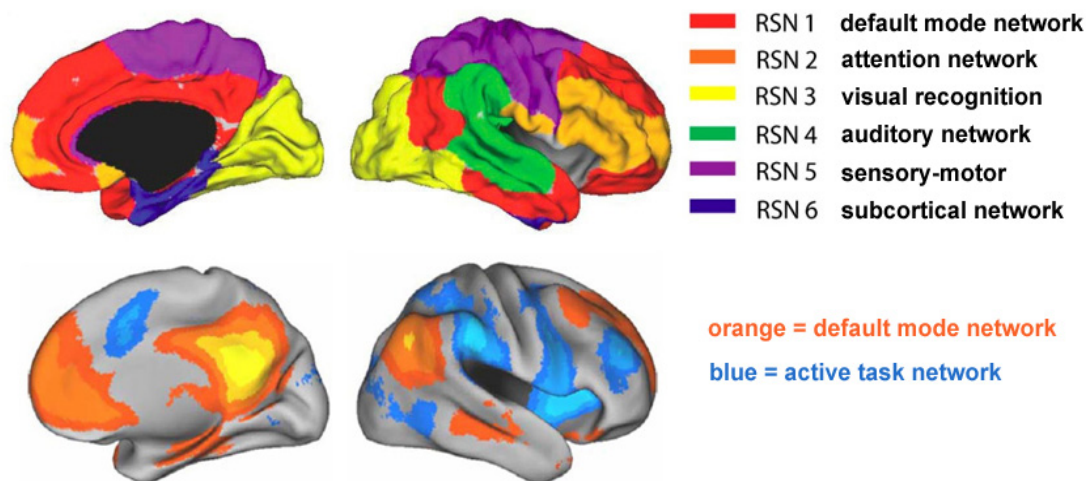 RSN 1 default mode network
RSN 2 attention network
RSN 3 visual recognition
RSN 4 auditory network
RSN 5 sensory-motor
RSN 6 subcortical network
orange = default mode network
blue = active task network